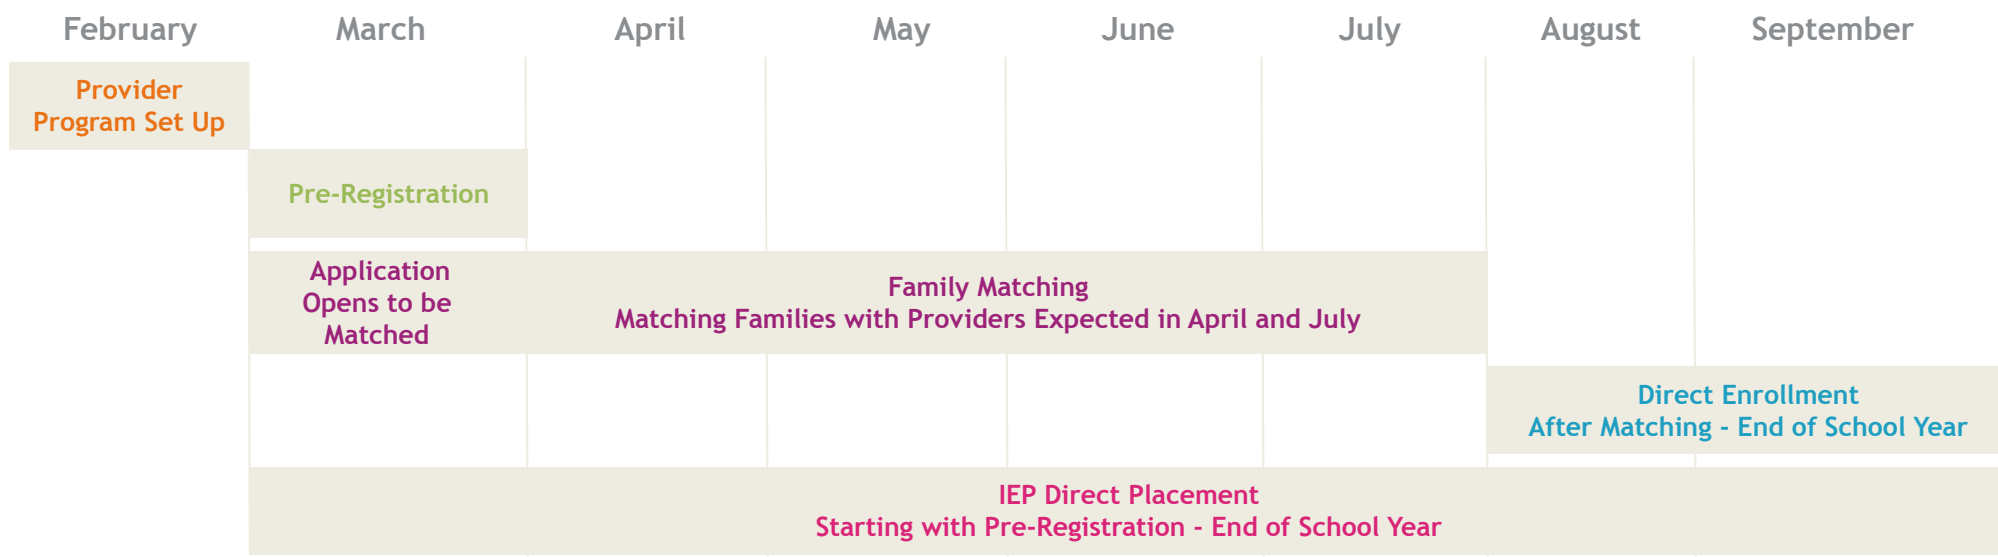 February March April May June July August September
Provider
Program Set Up
Pre-Registration
Application
Opens to be
Matched
Family Matching
Matching Families with Providers Expected in April and July
Direct Enrollment
After Matching - End of School Year
IEP Direct Placement
Starting with Pre-Registration - End of School Year